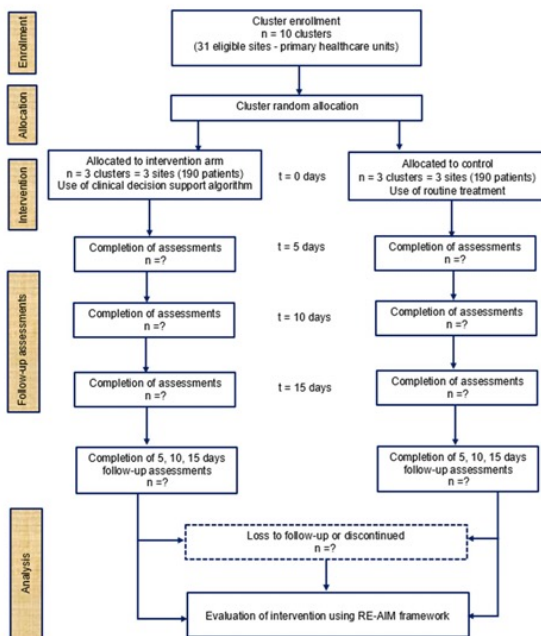 Enrollment
Cluster enrollment
n = 10 clusters
(31 eligible sites - primary healthcare units)
Allocation
Cluster random allocation
Intervention
Allocated to intervention arm
n = 3 clusters = 3 sites (190 patients)
Use of clinical decision support algorithm
t = 0 days
Allocated to control
n = 3 clusters = 3 sites (190 patients)
Use of routine treatment
Follow-up assessments
Completion of assessments
n =?
t = 5 days
Completion of assessments
n =?
Completion of assessments
n =?
t = 10 days
Completion of assessments
n =?
Completion of assessments
n =?
t = 15 days
Completion of assessments
n =?
Completion of 5, 10, 15 days
follow-up assessments
n =?
Completion of 5, 10, 15 days
follow-up assessments
n =?
Analysis
Loss to follow-up or discontinued
n =?
Evaluation of intervention using RE-AIM framework